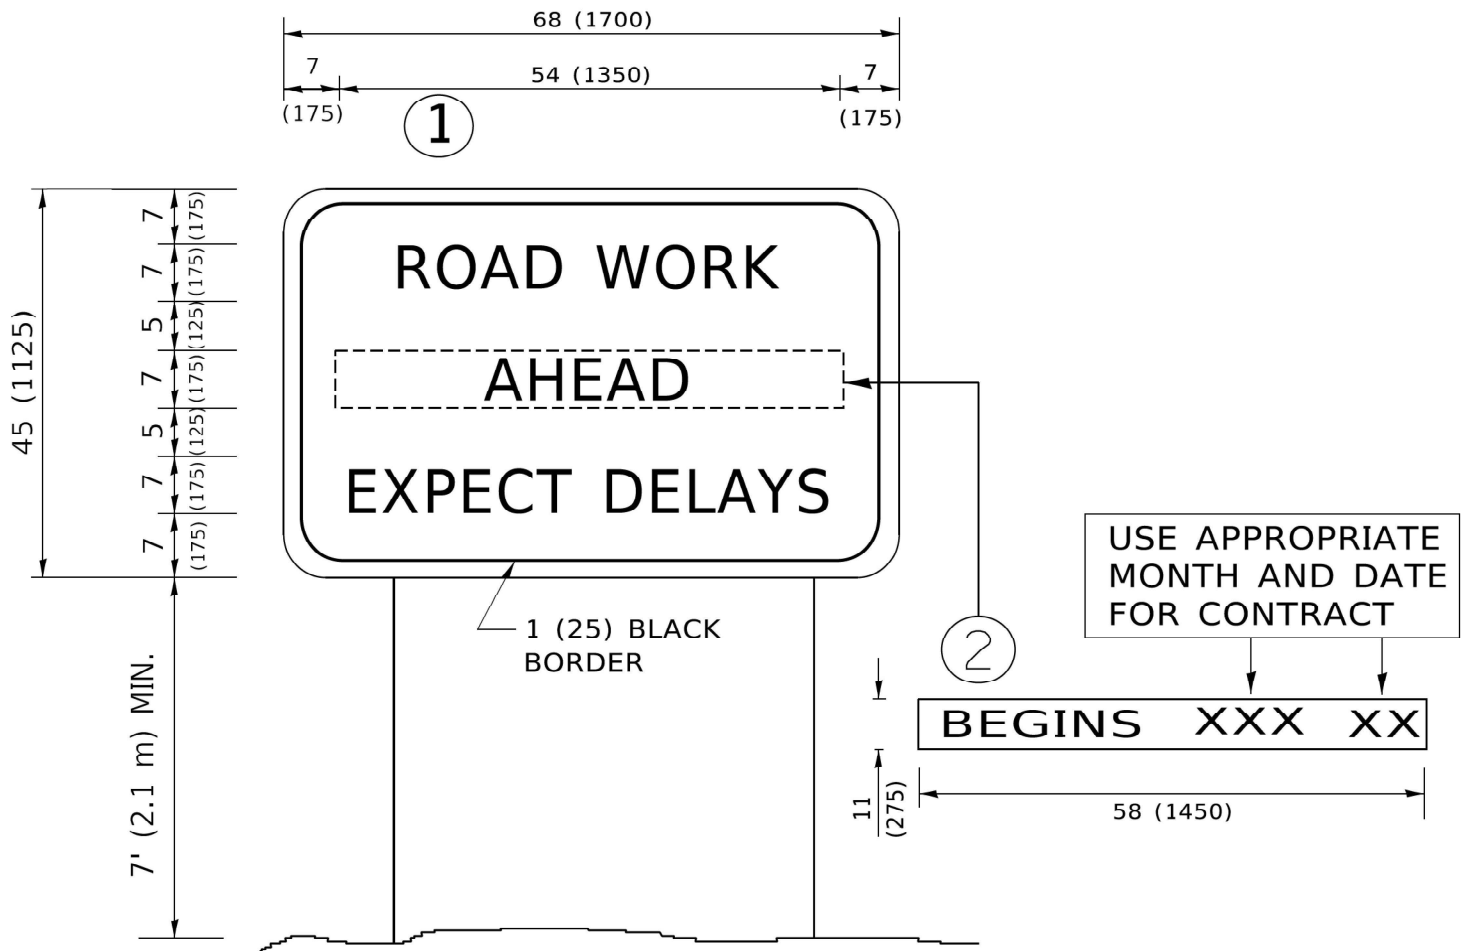 68 (1700)
7
54 (1350)
7
(175)
(175)
1
7
(175)
7
(175)
5
(125)
7
(175)
5
(125)
7
(175)
7
(175)
45 (1125)
ROAD WORK
AHEAD
EXPECT DELAYS
1 (25) BLACK
BORDER
7' (2.1 m) MIN.
2
USE APPROPRIATE
MONTH AND DATE
FOR CONTRACT
BEGINS XXX XX
11
(275)
58 (1450)